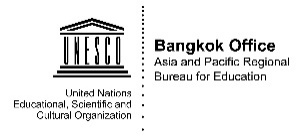 UNESCO
United Nations
Educational, Scientific and
Cultural Organization
Bangkok Office
Asia and Pacific Regional
Bureau for Education